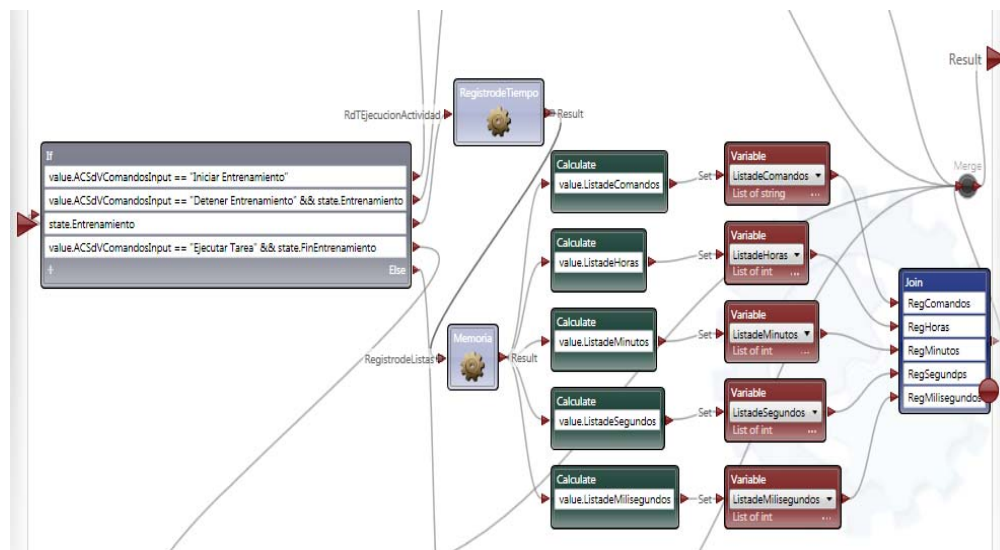 Result
RegistrodeTiempo
RdTEjecucionActividad
Result
If
value.ACSdVComandosInput == "Iniciar Entrenamiento"
value.ACSdVComandosInput == "Detener Entrenamiento" && state.Entrenamiento
state.Entrenamiento
value.ACSdVComandosInput == "Ejecutar Tarea" && state.FinEntrenamiento
+ Else
Calculate
value.ListadeComandos
Set
Variable
ListadeComandos
List of string ...
Merge
Calculate
value.ListadeHoras
Set
Variable
ListadeHoras
List of int ...
Join
RegComandos
RegHoras
RegMinutos
RegSegundps
RegMilisegundos
Calculate
value.ListadeMinutos
Set
Variable
ListadeMinutos
List of int ...
RegistrodeListas
Memoria
Result
Calculate
value.ListadeSegundos
Set
Variable
ListadeSegundos
List of int ...
Calculate
value.ListadeMilisegundos
Set
Variable
ListadeMilisegundos
List of int ...